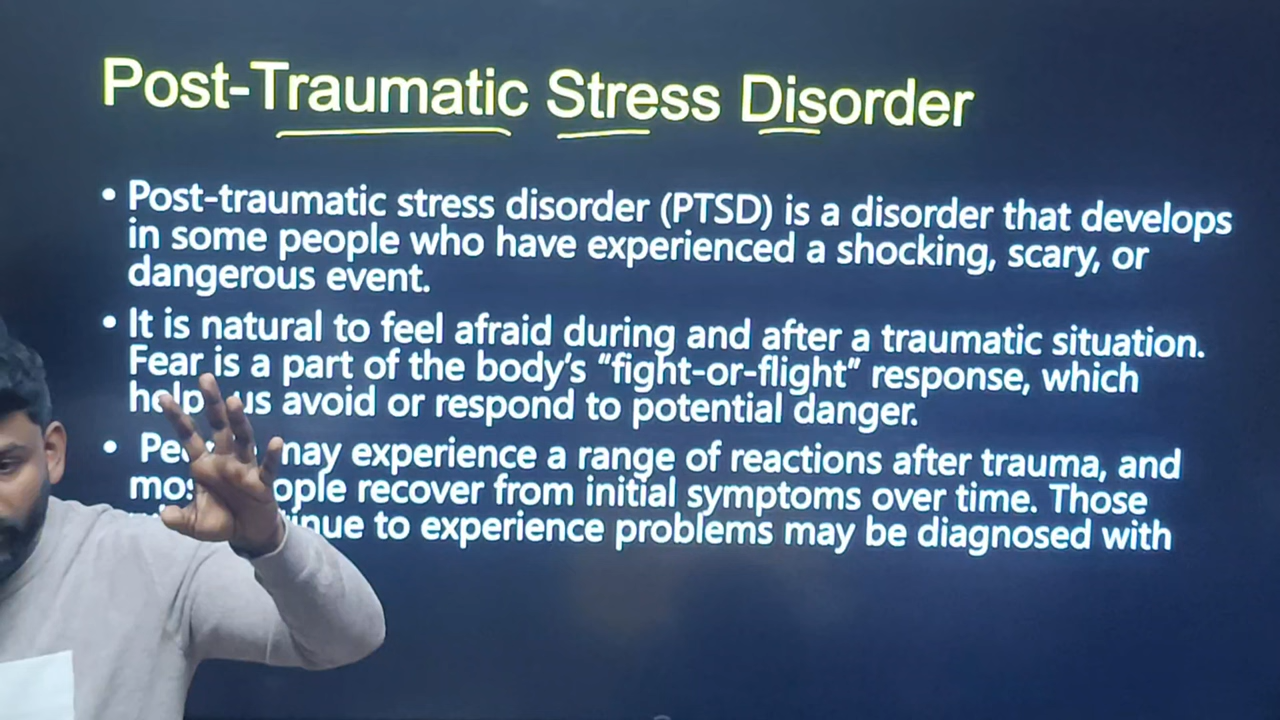 Post-Traumatic Stress Disorder
• Post-traumatic stress disorder (PTSD) is a disorder that develops
in some people who have experienced a shocking, scary, or
dangerous event.
• It is natural to feel afraid during and after a traumatic situation.
Fear is a part of the body's "fight-or-flight" response, which
help us avoid or respond to potential danger.
• may experience a range of reactions after trauma, and
recover from initial symptoms over time. Those
to experience problems may be diagnosed with